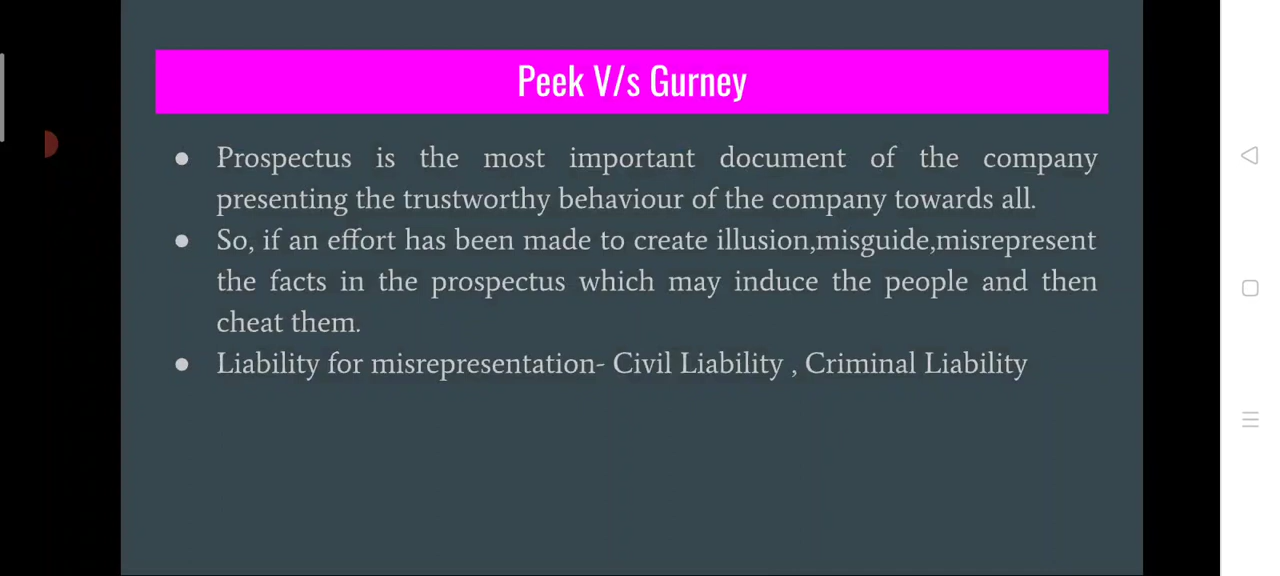 Peek V/s Gurney
● Prospectus is the most important document of the company
presenting the trustworthy behaviour of the company towards all.
● So, if an effort has been made to create illusion,misguide,misrepresent
the facts in the prospectus which may induce the people and then
cheat them.
● Liability for misrepresentation- Civil Liability , Criminal Liability